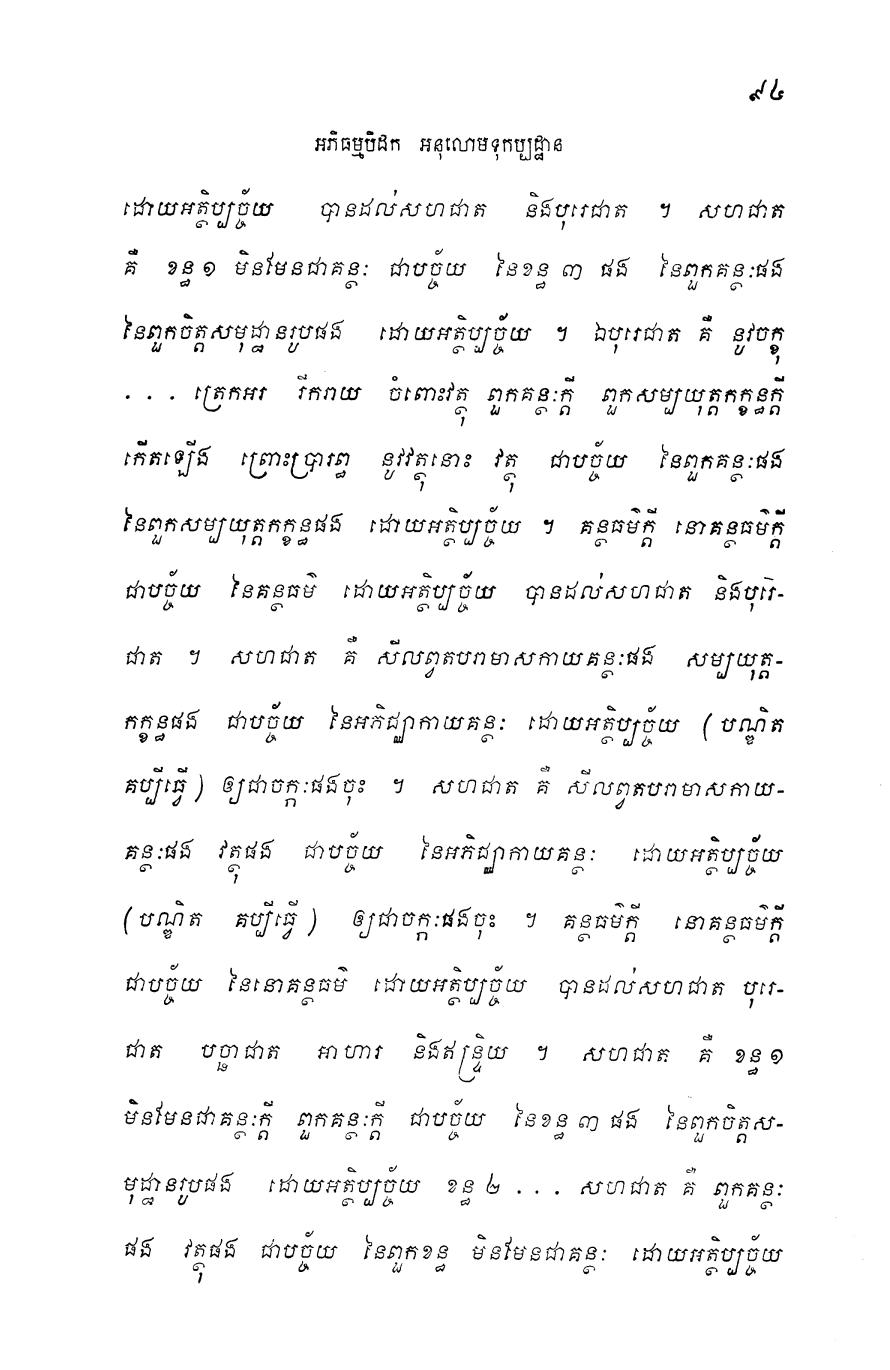 ៩៤
អភិធម្មបិដក អនុលោមទុកប្បដ្ឋាន
ដោយអត្ថិប្បច្ច័យ បានដល់សហជាត និងបុរេជាត ។ សហជាត
គឺ ខន្ធ ១ មិនមែនជាគន្ថៈ ជាបច្ច័យ នៃខន្ធ ៣ ផង នៃពួកគន្ថៈផង
នៃពួកចិត្តសមុដ្ឋានរូបផង ដោយអត្ថិប្បច្ច័យ ។ ឯបុរេជាត គឺ នូវចក្ខុ
... ត្រេកអរ រីករាយ ចំពោះវត្ថុ ពួកគន្ថៈក្តី ពួកសម្បយុត្តកក្ខន្ធក្តី
កើតឡើង ព្រោះប្រារព្ធ នូវវត្ថុនោះ វត្ថុ ជាបច្ច័យ នៃពួកគន្ថៈផង
នៃពួកសម្បយុត្តកក្ខន្ធផង ដោយអត្ថិប្បច្ច័យ ។ គន្ថធម៌ក្តី នោគន្ថធម៌ក្តី
ជាបច្ច័យ នៃគន្ថធម៌ ដោយអត្ថិប្បច្ច័យ បានដល់សហជាត និងបុរេ-
ជាត ។ សហជាត គឺ សីលព្វតបរាមាសកាយគន្ថៈផង សម្បយុត្ត-
កក្ខន្ធផង ជាបច្ច័យ នៃអភិជ្ឈាកាយគន្ថៈ ដោយអត្ថិប្បច្ច័យ (បណ្ឌិត
គប្បីធ្វើ) ឲ្យជាចក្កៈផងចុះ ។ សហជាត គឺ សីលព្វតបរាមាសកាយ-
គន្ថៈផង វត្ថុផង ជាបច្ច័យ នៃអភិជ្ឈាកាយគន្ថៈ ដោយអត្ថិប្បច្ច័យ
(បណ្ឌិត គប្បីធ្វើ) ឲ្យជាចក្កៈផងចុះ ។ គន្ថធម៌ក្តី នោគន្ថធម៌ក្តី
ជាបច្ច័យ នៃនោគន្ថធម៌ ដោយអត្ថិប្បច្ច័យ បានដល់សហជាត បុរេ-
ជាត បច្ឆាជាត អាហារ និងឥន្ទ្រិយ ។ សហជាត គឺ ខន្ធ ១
មិនមែនជាគន្ថៈក្តី ពួកគន្ថៈក្តី ជាបច្ច័យ នៃខន្ធ ៣ ផង នៃពួកចិត្តស-
មុដ្ឋានរូបផង ដោយអត្ថិប្បច្ច័យ ខន្ធ ២ ... សហជាត គឺ ពួកគន្ថៈ
ផង វត្ថុផង ជាបច្ច័យ នៃពួកខន្ធ មិនមែនជាគន្ថៈ ដោយអត្ថិប្បច្ច័យ